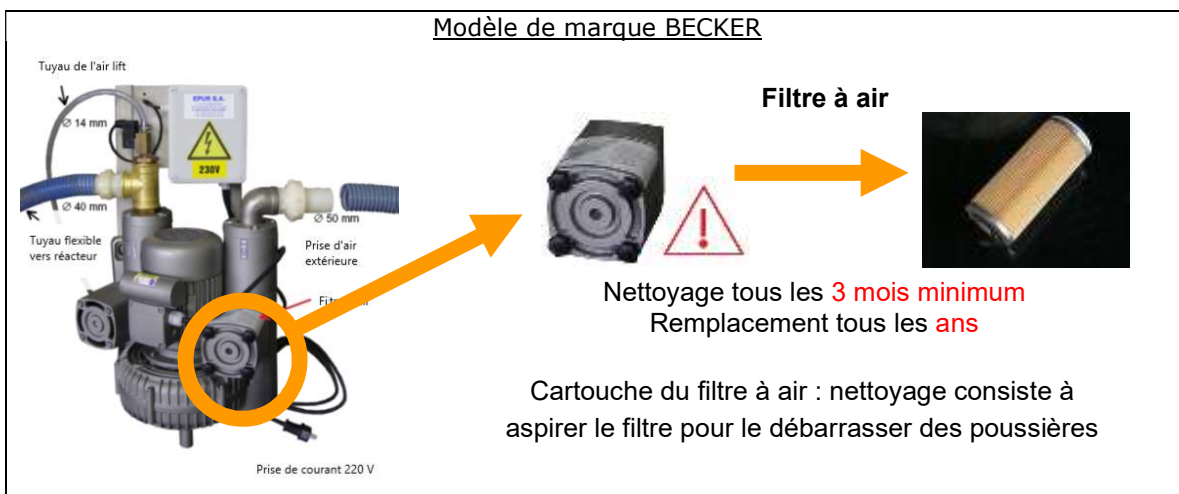 Modèle de marque BECKER
Tuyau de l'air lift
EPUR S.A.
Ø 14 mm
230V
Ø 40 mm
Ø 50 mm
Tuyau flexible
vers réacteur
Prise d'air
extérieure
Prise de courant 220 V
Filtre à air
Nettoyage tous les 3 mois minimum
Remplacement tous les ans
Cartouche du filtre à air : nettoyage consiste à
aspirer le filtre pour le débarrasser des poussières